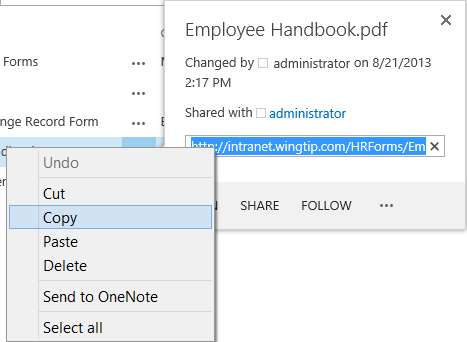 Employee Handbook.pdf
Changed by administrator on 8/21/2013
2:17 PM
Shared with administrator
http://intranet.wingtip.com/HRForms/Em
SHARE FOLLOW ...
Forms ...
nge Record Form ...
Undo
Cut
Copy
Paste
Delete
Send to OneNote
Select all